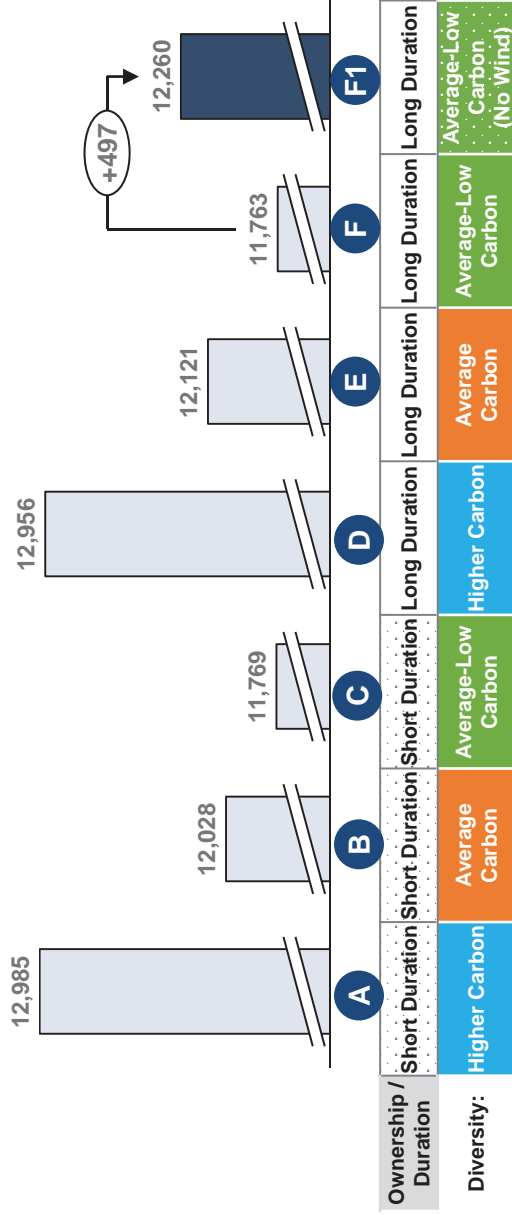 12,985
12,028
11,769
12,956
12,121
11,763
12,260
+497
A
B
C
D
E
F
F1
Ownership /
Duration
Short Duration
Short Duration
Short Duration
Long Duration
Long Duration
Long Duration
Long Duration
Diversity:
Higher Carbon
Average
Carbon
Average-Low
Carbon
Higher Carbon
Average
Carbon
Average-Low
Carbon
Average-Low
Carbon
(No Wind)